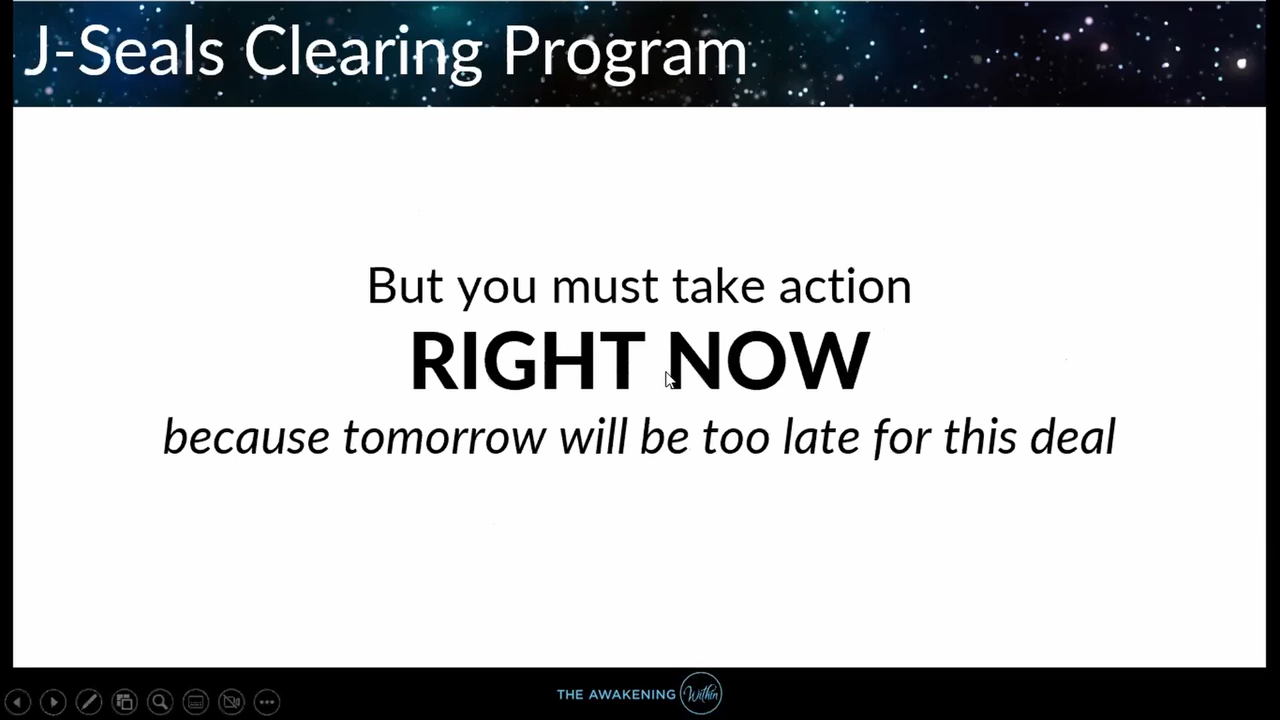 J-Seals Clearing Program
But you must take action
RIGHT NOW
because tomorrow will be too late for this deal
THE AWAKENING Within